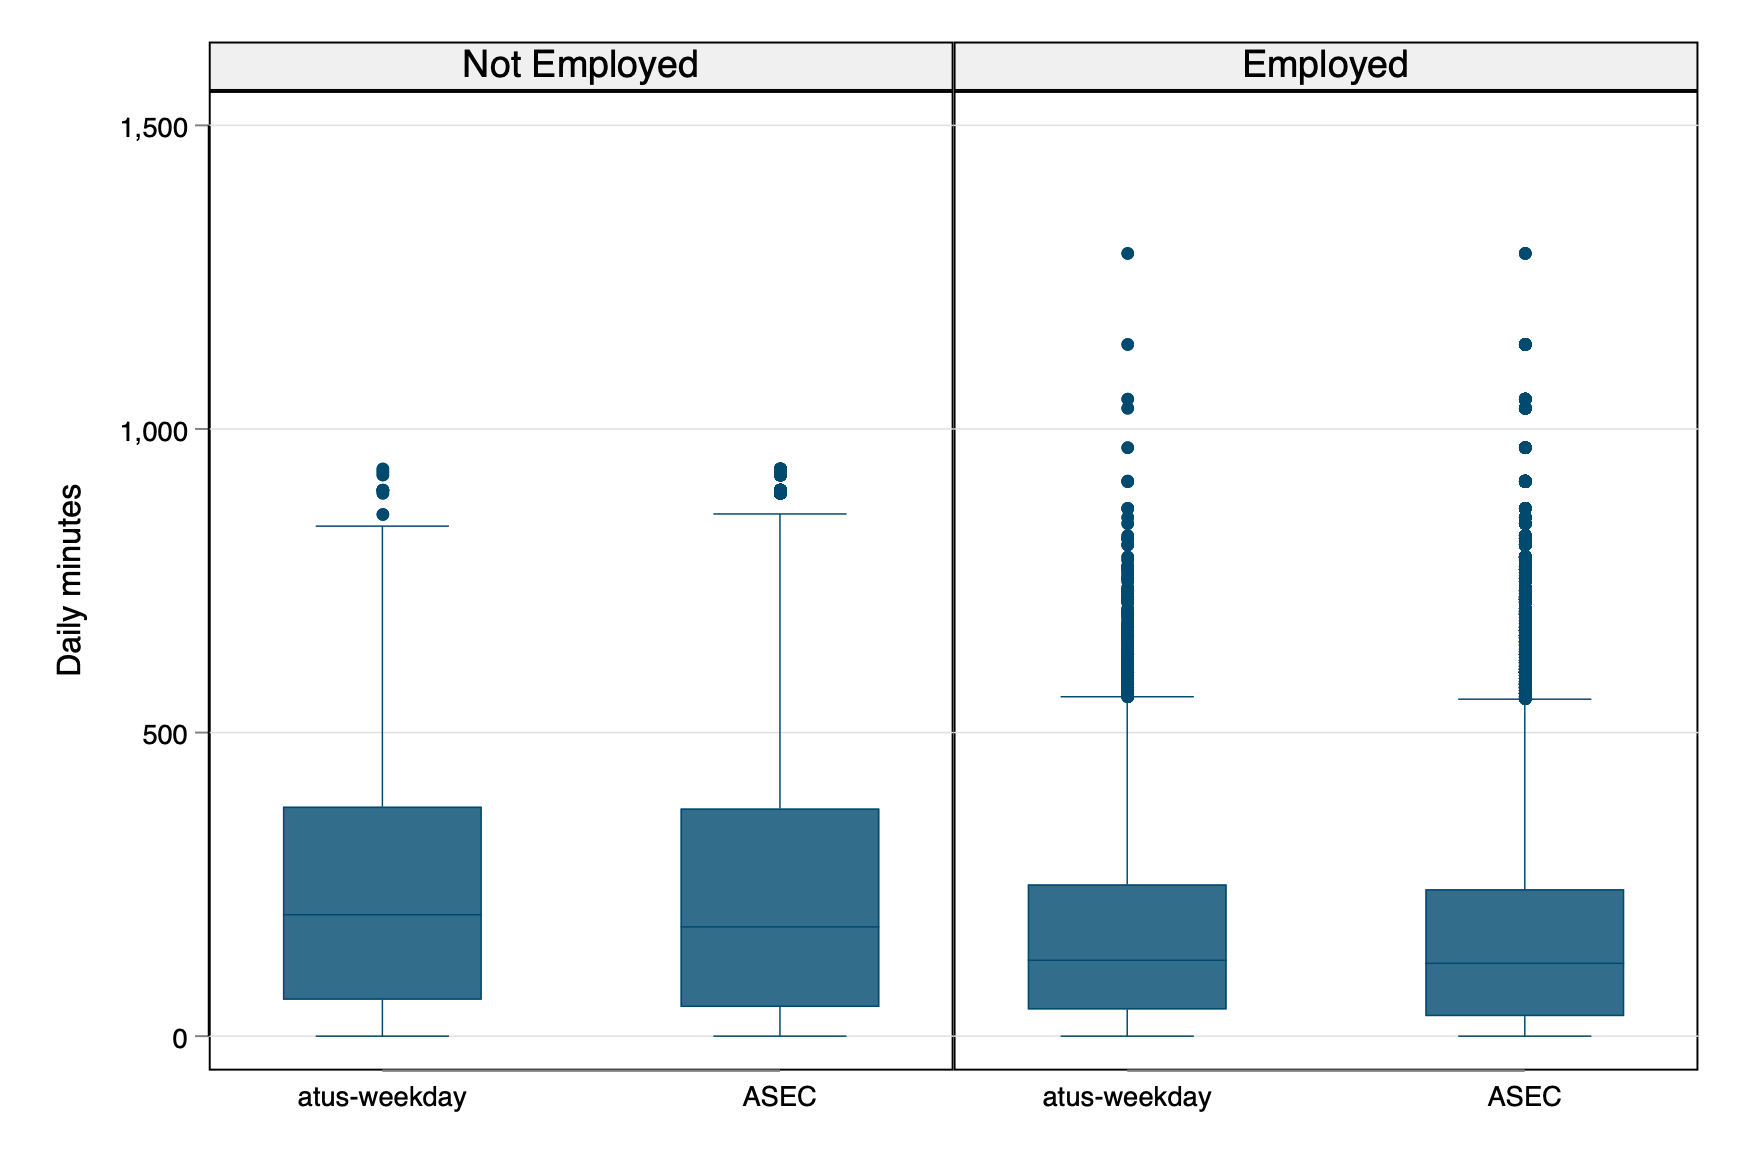 Not Employed
Employed
1,500
1,000
500
0
Daily minutes
atus-weekday
ASEC
atus-weekday
ASEC